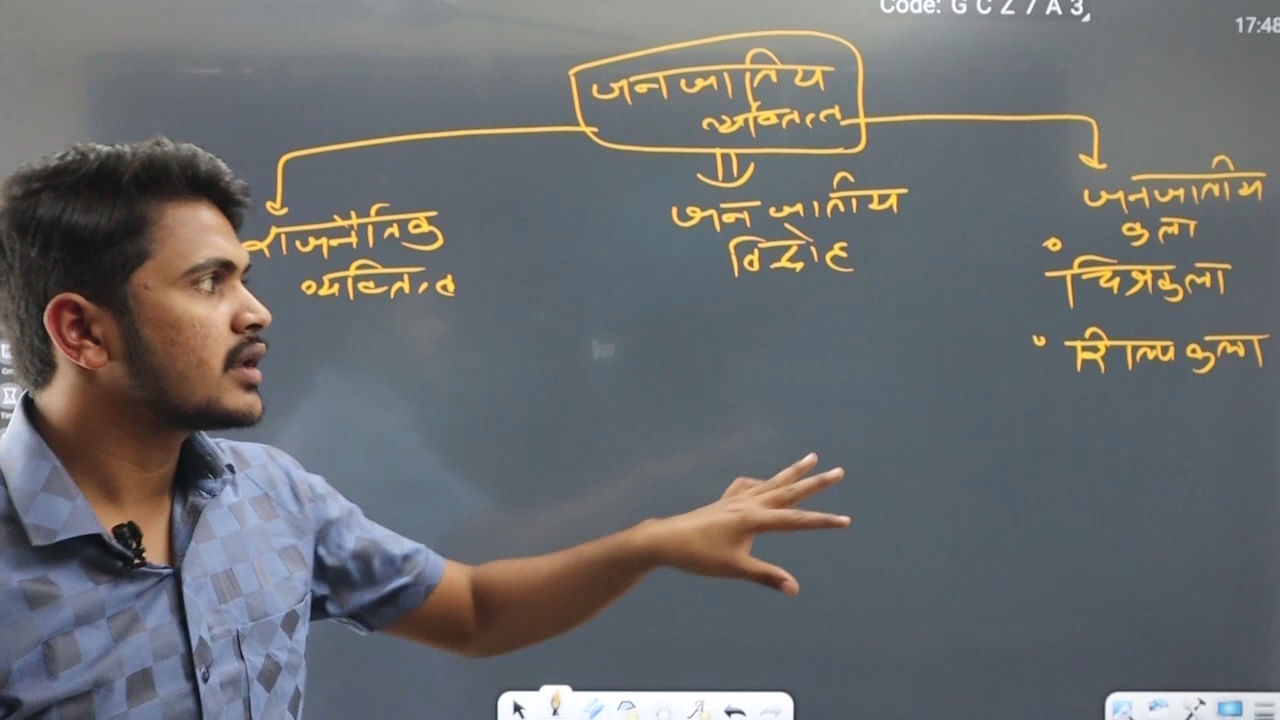 Code: G C Z 7 A 3
17:48
जनजातिय
व्यक्तित्त्व
राजनैतिक
व्यक्तित्व
जनजातीय
विद्रोह
जनजातीय
कला
चित्रकला
शिल्पकला